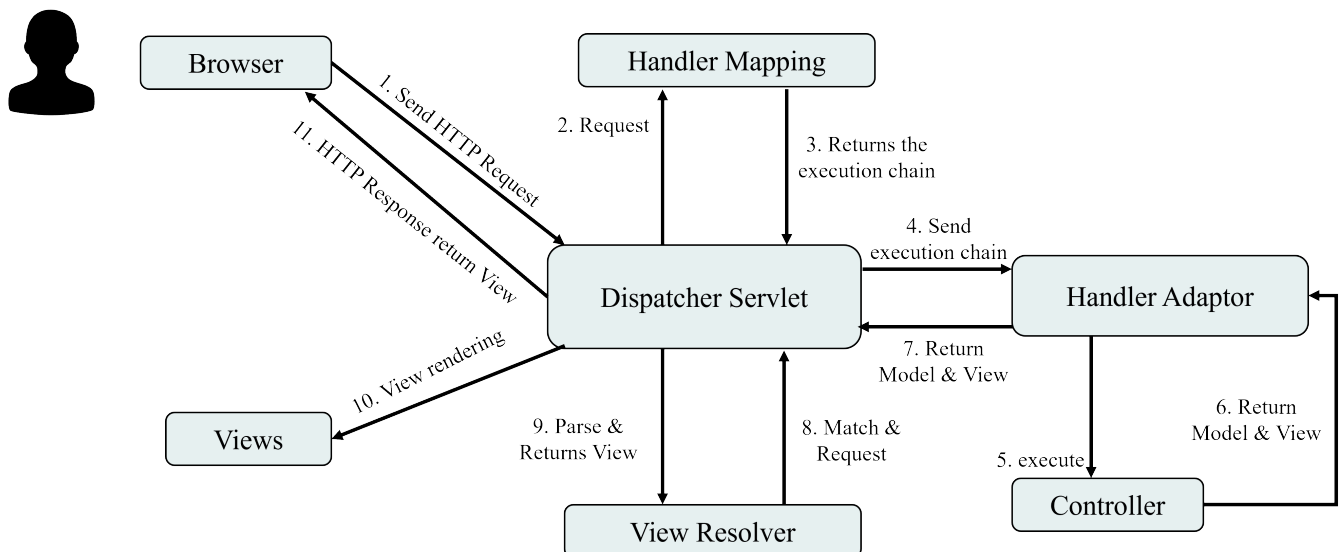 Browser
Handler Mapping
1. Send HTTP Request
2. Request
3. Returns the
execution chain
11. HTTP Response return View
4. Send
execution chain
Dispatcher Servlet
Handler Adaptor
7. Return
Model & View
10. View rendering
Views
9. Parse &
Returns View
8. Match &
Request
6. Return
Model & View
5. execute
Controller
View Resolver